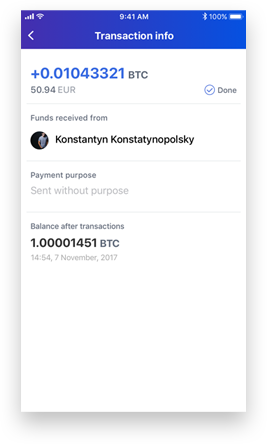 9:41 AM
100%
Transaction info
+0.01043321 BTC
50.94 EUR
Done
Funds received from
Konstantyn Konstatynopolsky
Payment purpose
Sent without purpose
Balance after transactions
1.00001451 BTC
14:54, 7 November, 2017